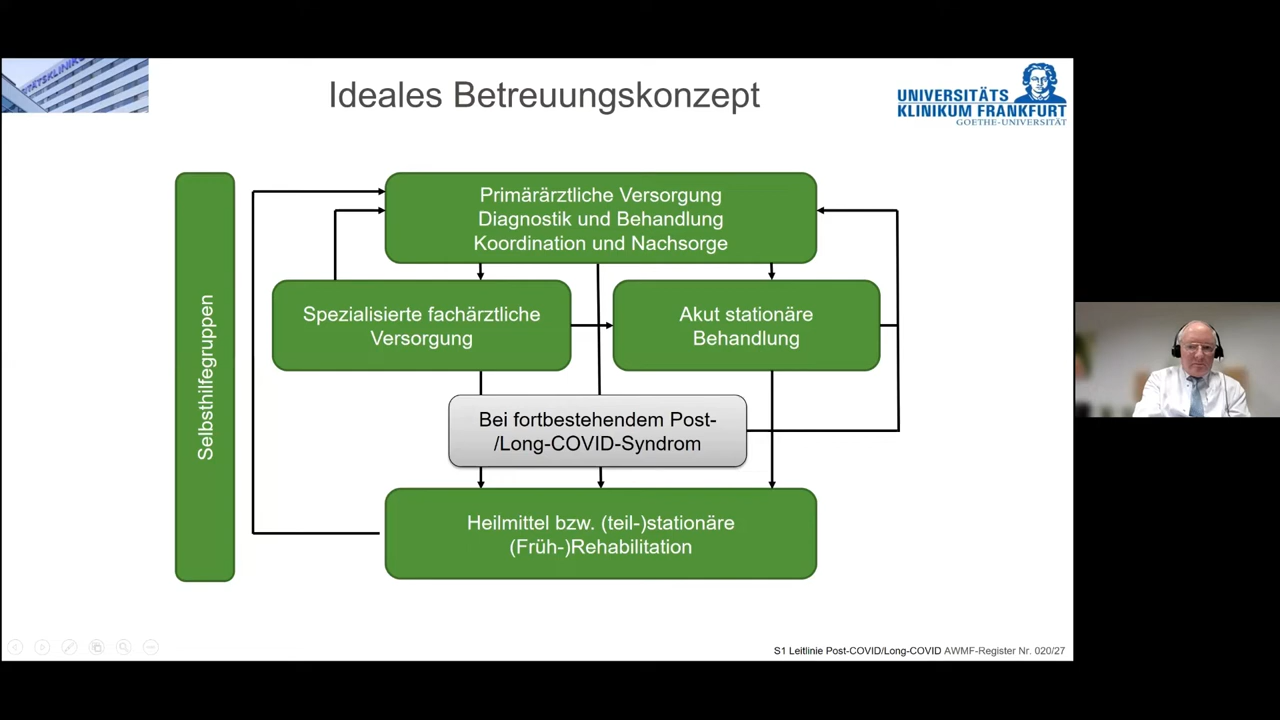 Ideales Betreuungskonzept
UNIVERSITÄTS
KLINIKUM FRANKFURT
GOETHE-UNIVERSITÄT
Selbsthilfegruppen
Primärärztliche Versorgung
Diagnostik und Behandlung
Koordination und Nachsorge
Spezialisierte fachärztliche
Versorgung
Akut stationäre
Behandlung
Bei fortbestehendem Post-
/Long-COVID-Syndrom
Heilmittel bzw. (teil-)stationäre
(Früh-)Rehabilitation
S1 Leitlinie Post-COVID/Long-COVID AWMF-Register Nr. 020/27